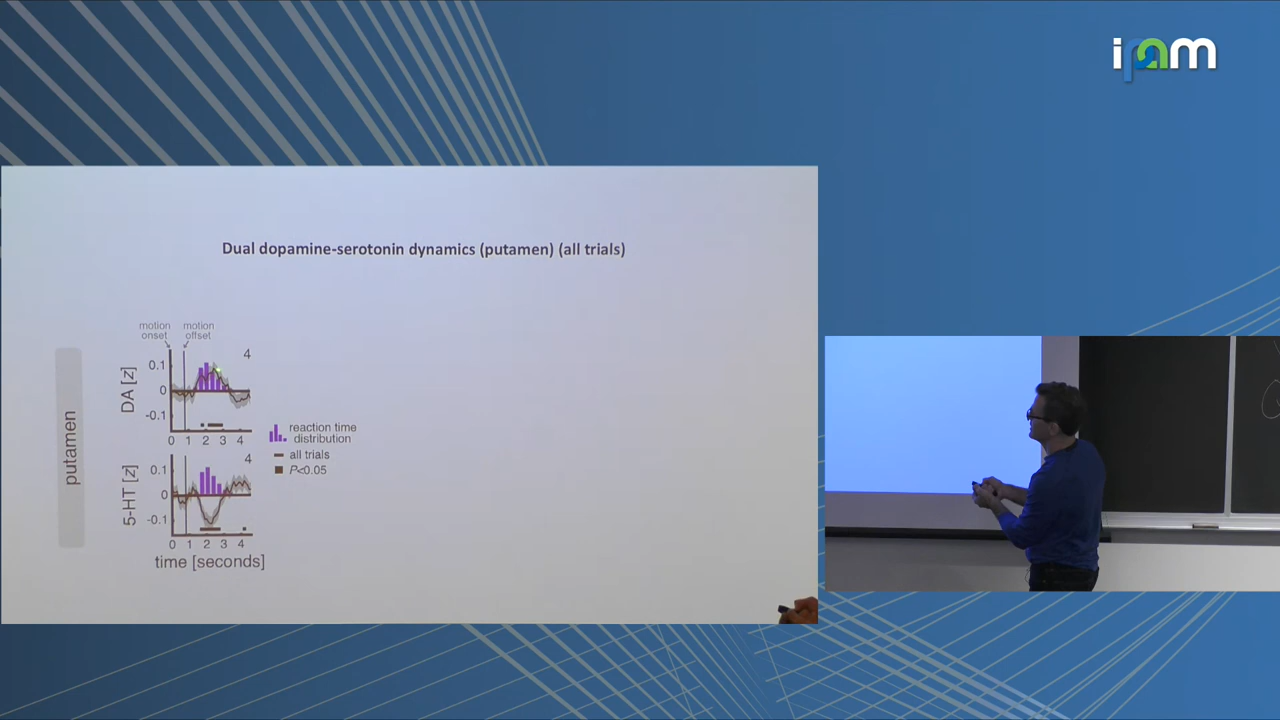 ipam
Dual dopamine-serotonin dynamics (putamen) (all trials)
motion onset
motion offset
putamen
DA [z]
0.1
0
-0.1
4
0 1 2 3 4
reaction time
distribution
all trials
P<0.05
5-HT [z]
0.1
0
-0.1
4
0 1 2 3 4
time [seconds]